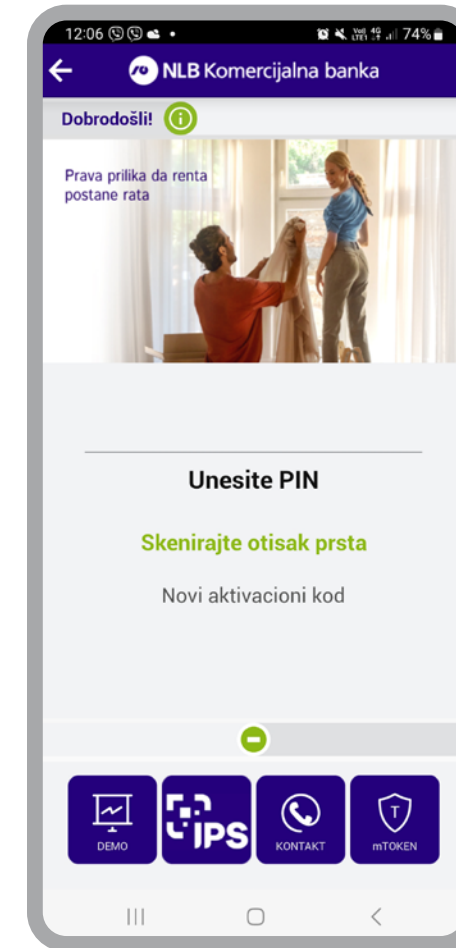 12:06
74%
NLB Komercijalna banka
Dobrodošli!
Prava prilika da renta
postane rata
Unesite PIN
Skenirajte otisak prsta
Novi aktivacioni kod
DEMO
IPS
KONTAKT
T
mTOKEN